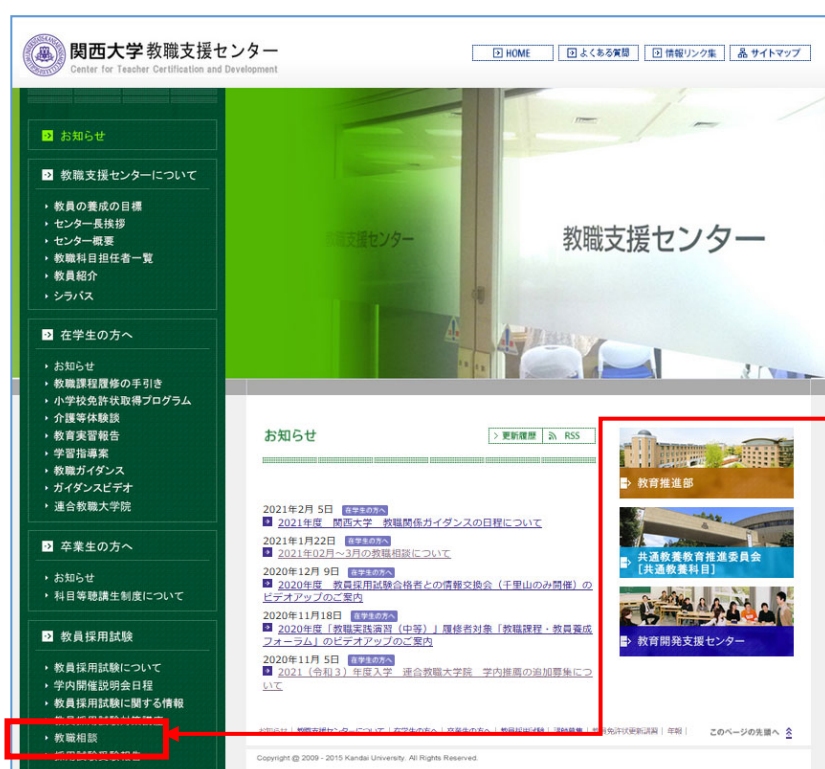 関西大学 教職支援センター
Center for Teacher Certification and Development
HOME
よくある質問
情報リンク集
サイトマップ
お知らせ
教職支援センターについて
教員の養成の目標
センター長挨拶
センター概要
教職科目担任者一覧
教員紹介
シラバス
在学生の方へ
お知らせ
教職課程履修の手引き
小学校免許状取得プログラム
介護等体験談
教育実習報告
学習指導案
教職ガイダンス
ガイダンスビデオ
連合教職大学院
卒業生の方へ
お知らせ
科目等聴講生制度について
教員採用試験
教員採用試験について
学内開催説明会日程
教員採用試験に関する情報
教職相談
教職支援センター
教職支援センター
お知らせ
更新履歴
RSS
2021年2月 5日 在学生の方へ
2021年度 関西大学 教職関係ガイダンスの日程について
2021年1月22日 在学生の方へ
2021年02月～3月の教職相談について
2020年12月 9日 在学生の方へ
2020年度 教員採用試験合格者との情報交換会（千里山のみ開催）の
ビデオアップのご案内
2020年11月18日 在学生の方へ
2020年度「教職実践演習（中等）」履修者対象「教職課程・教員養成
フォーラム」のビデオアップのご案内
2020年11月 5日 在学生の方へ
2021（令和3）年度入学 連合教職大学院 学内推薦の追加募集につ
いて
教育推進部
共通教養教育推進委員会
[共通教養科目]
教育開発支援センター
年報
このページの先頭へ
Copyright @ 2009 - 2015 Kandai University. All Rights Reserved.